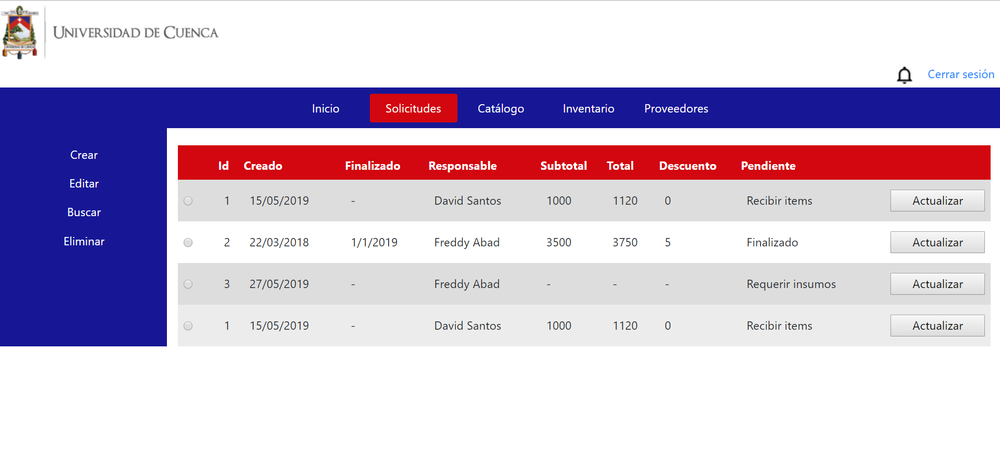 UNIVERSIDAD DE CUENCA
Cerrar sesión
Inicio Solicitudes Catálogo Inventario Proveedores
Crear
Editar
Buscar
Eliminar
Id Creado Finalizado Responsable Subtotal Total Descuento Pendiente
1 15/05/2019 - David Santos 1000 1120 0 Recibir items Actualizar
2 22/03/2018 1/1/2019 Freddy Abad 3500 3750 5 Finalizado Actualizar
3 27/05/2019 - Freddy Abad - - - Requerir insumos Actualizar
1 15/05/2019 - David Santos 1000 1120 0 Recibir items Actualizar